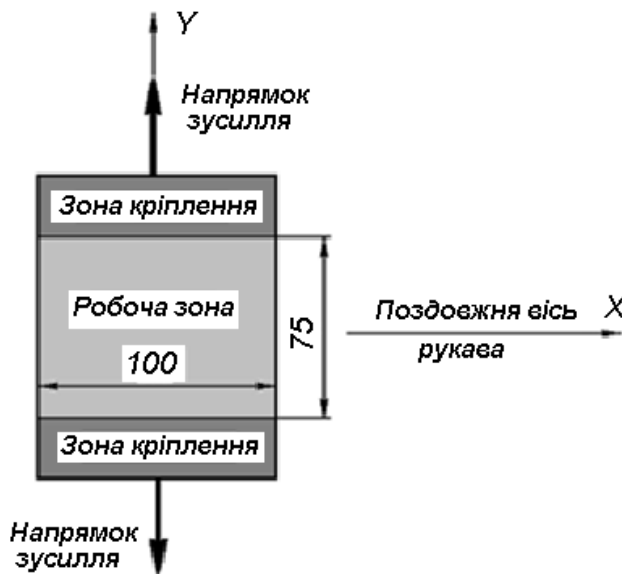 Y
Напрямок
зусилля
Зона кріплення
Робоча зона
100
75
Поздовжня вісь
рукава
X
Зона кріплення
Напрямок
зусилля